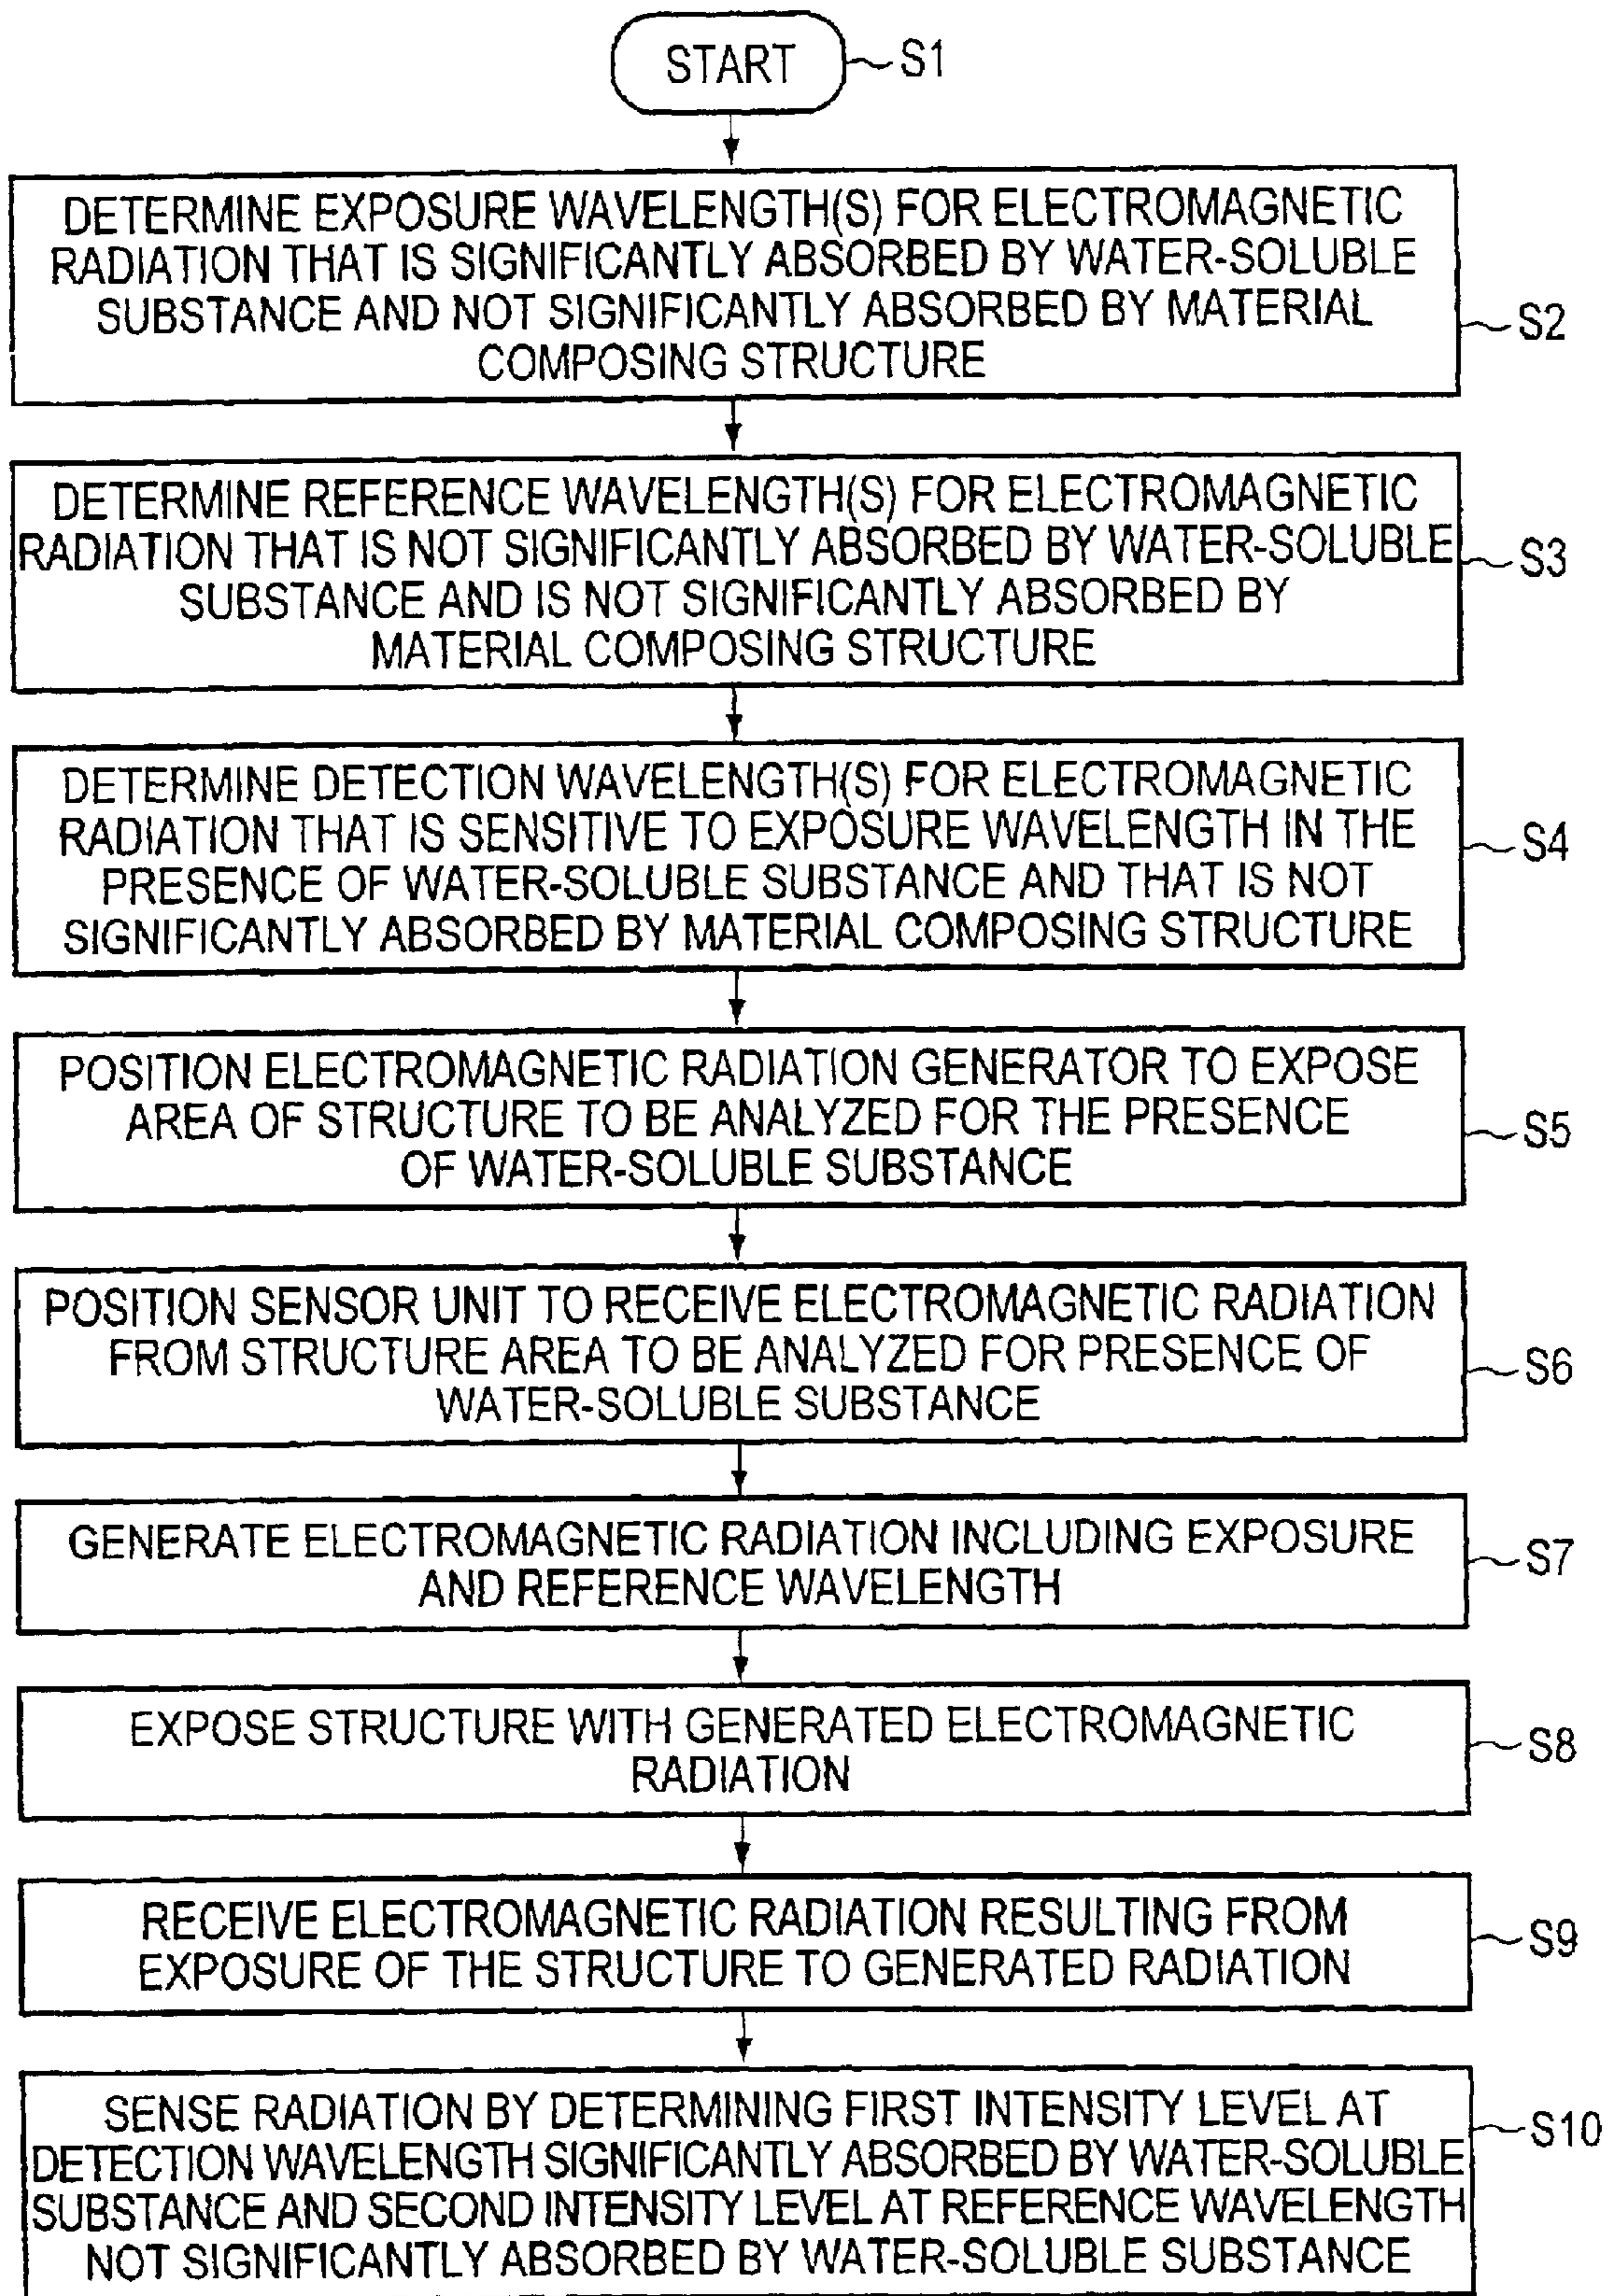 START
S1
DETERMINE EXPOSURE WAVELENGTH(S) FOR ELECTROMAGNETIC
RADIATION THAT IS SIGNIFICANTLY ABSORBED BY WATER-SOLUBLE
SUBSTANCE AND NOT SIGNIFICANTLY ABSORBED BY MATERIAL
COMPOSING STRUCTURE
S2
DETERMINE REFERENCE WAVELENGTH(S) FOR ELECTROMAGNETIC
RADIATION THAT IS NOT SIGNIFICANTLY ABSORBED BY WATER-SOLUBLE
SUBSTANCE AND IS NOT SIGNIFICANTLY ABSORBED BY
MATERIAL COMPOSING STRUCTURE
S3
DETERMINE DETECTION WAVELENGTH(S) FOR ELECTROMAGNETIC
RADIATION THAT IS SENSITIVE TO EXPOSURE WAVELENGTH IN THE
PRESENCE OF WATER-SOLUBLE SUBSTANCE AND THAT IS NOT
SIGNIFICANTLY ABSORBED BY MATERIAL COMPOSING STRUCTURE
S4
POSITION ELECTROMAGNETIC RADIATION GENERATOR TO EXPOSE
AREA OF STRUCTURE TO BE ANALYZED FOR THE PRESENCE
OF WATER-SOLUBLE SUBSTANCE
S5
POSITION SENSOR UNIT TO RECEIVE ELECTROMAGNETIC RADIATION
FROM STRUCTURE AREA TO BE ANALYZED FOR PRESENCE OF
WATER-SOLUBLE SUBSTANCE
S6
GENERATE ELECTROMAGNETIC RADIATION INCLUDING EXPOSURE
AND REFERENCE WAVELENGTH
S7
EXPOSE STRUCTURE WITH GENERATED ELECTROMAGNETIC
RADIATION
S8
RECEIVE ELECTROMAGNETIC RADIATION RESULTING FROM
EXPOSURE OF THE STRUCTURE TO GENERATED RADIATION
S9
SENSE RADIATION BY DETERMINING FIRST INTENSITY LEVEL AT
DETECTION WAVELENGTH SIGNIFICANTLY ABSORBED BY WATER-SOLUBLE
SUBSTANCE AND SECOND INTENSITY LEVEL AT REFERENCE WAVELENGTH
NOT SIGNIFICANTLY ABSORBED BY WATER-SOLUBLE SUBSTANCE
S10